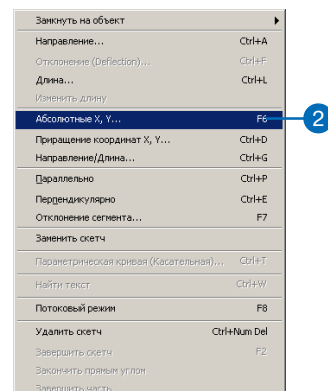 Замкнуть на объект
Направление... Ctrl+A
Отклонение (Deflection)... Ctrl+F
Длина... Ctrl+L
Изменить длину
Абсолютные X, Y... F6
2
Приращение координат X, Y... Ctrl+D
Направление/Длина... Ctrl+G
Параллельно Ctrl+P
Перпендикулярно Ctrl+E
Отклонение сегмента... F7
Заменить скетч
Параметрическая кривая (Касательная)... Ctrl+T
Найти текст Ctrl+W
Потоковый режим F8
Удалить скетч Ctrl+Num Del
Завершить скетч F2
Закончить прямым углом
Завершить часть